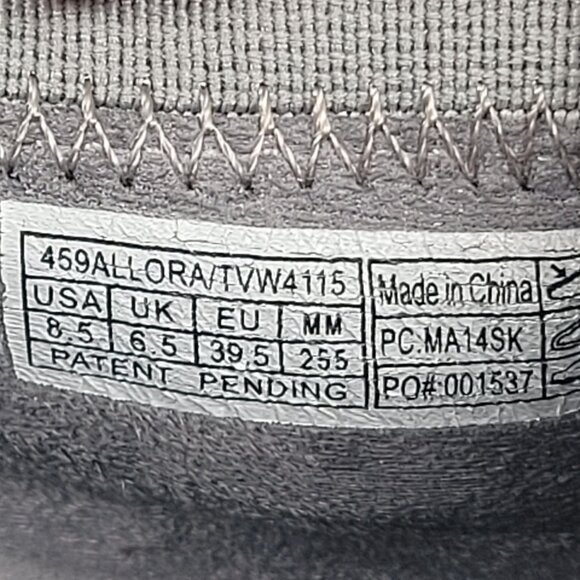 459ALLORA/TVW4115
USA UK EU MM
8.5 6.5 39.5 255
PATENT PENDING
Made in China
PC.MA14SK
PO#:001537